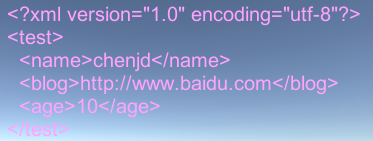 <?xml version="1.0" encoding="utf-8"?>
<test>
<name>chenjd</name>
<blog>http://www.baidu.com</blog>
<age>10</age>
</test>